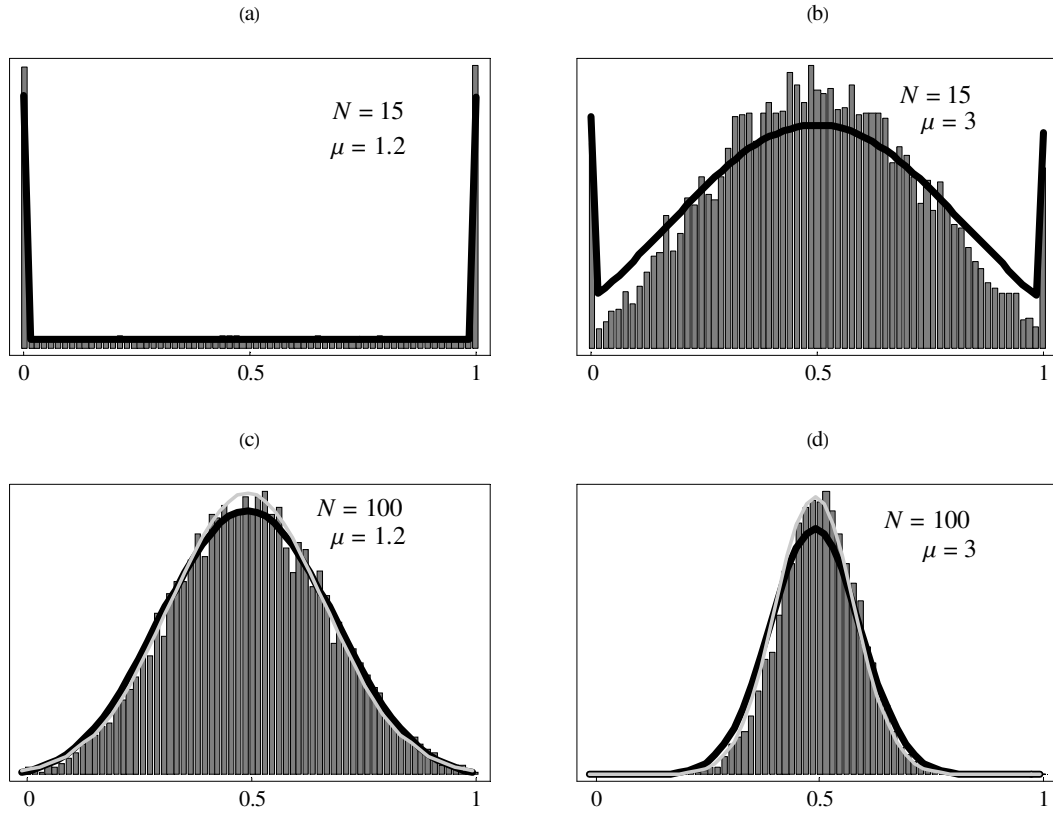 (a)
N = 15
μ = 1.2
0 0.5 1
(b)
N = 15
μ = 3
0 0.5 1
(c)
N = 100
μ = 1.2
0 0.5 1
(d)
N = 100
μ = 3
0 0.5 1